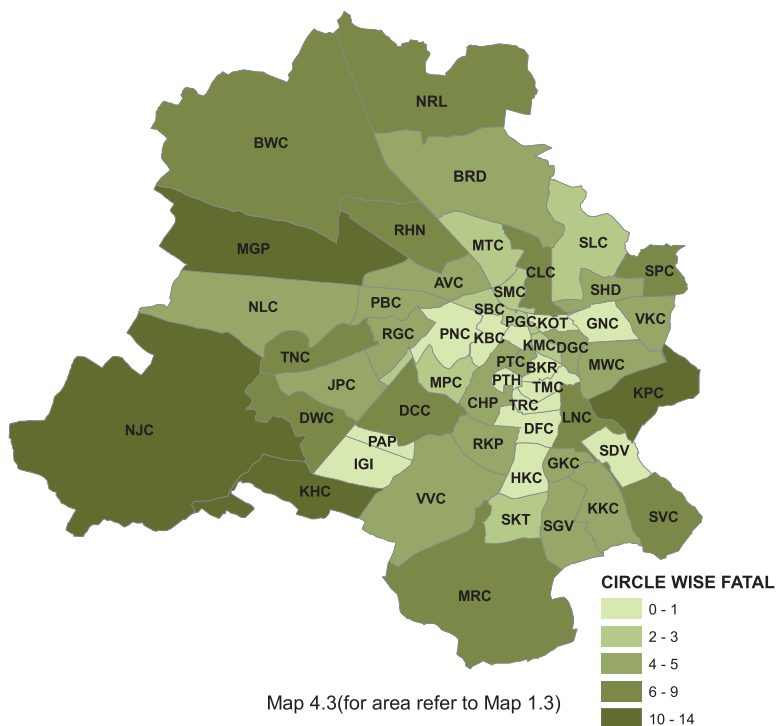 NRL
BWC
BRD
RHN
MTC
SLC
MGP
CLC
SPC
AVC
SMC
SHD
NLC
PBC
SBC
PGC
KOT
GNC
VKC
RGC
PNC
KBC
KMC
DGC
TNC
PTC
BKR
MWC
JPC
MPC
PTH
TMC
KPC
DWC
DCC
CHP
TRC
LNC
NJC
PAP
RKP
DFC
SDV
IGI
HKC
GKC
KHC
VVC
SKT
SGV
KKC
SVC
MRC
CIRCLE WISE FATAL
0 - 1
2 - 3
4 - 5
6 - 9
10 - 14
Map 4.3(for area refer to Map 1.3)